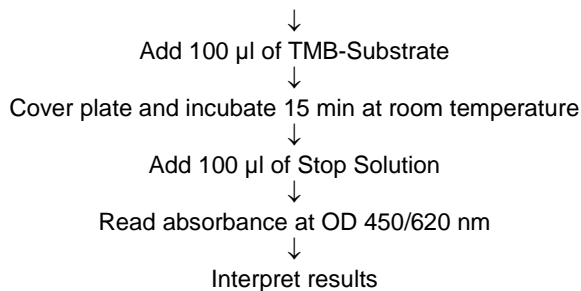 ↓
Add 100 µl of TMB-Substrate
↓
Cover plate and incubate 15 min at room temperature
↓
Add 100 µl of Stop Solution
↓
Read absorbance at OD 450/620 nm
↓
Interpret results